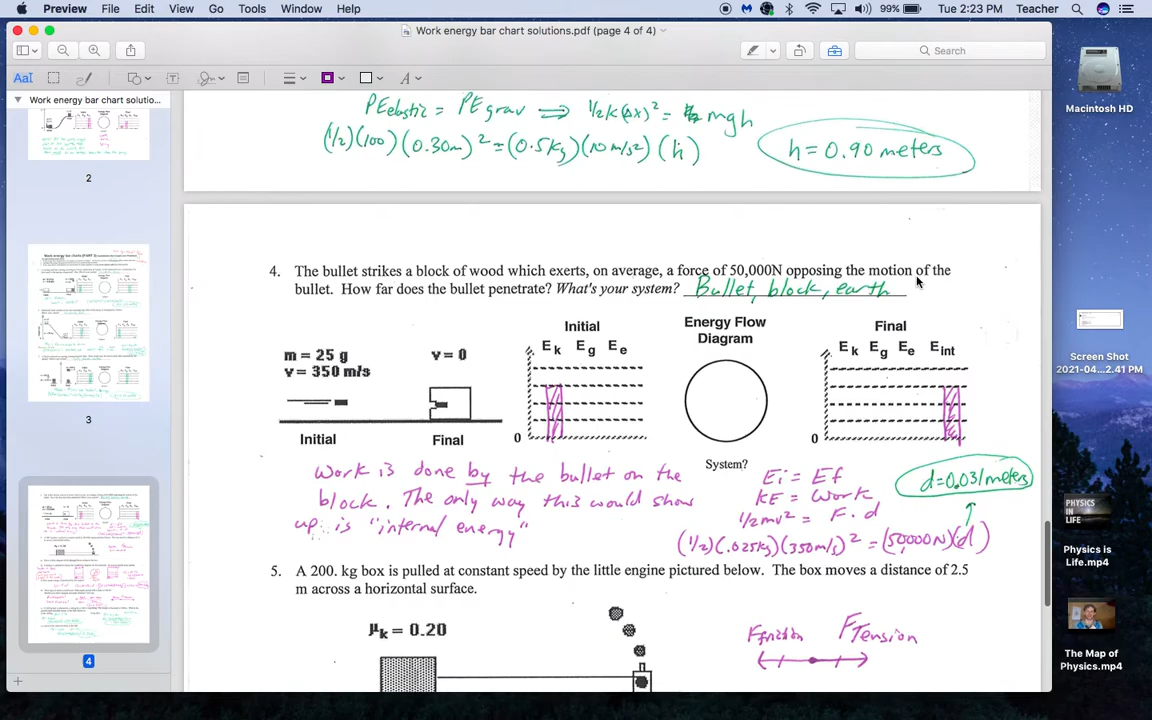 Preview File Edit View Go Tools Window Help 99% Tue 2:23 PM Teacher
Work energy bar chart solutions.pdf (page 4 of 4)
Search
Work energy bar chart solutio...
2
3
4
PEelastic = PEgrav ⟹ ½k(Δx)² = mgh
(½)(100)(0.30m)² = (0.5kg)(10m/s²)(h)
h = 0.90 meters
4. The bullet strikes a block of wood which exerts, on average, a force of 50,000N opposing the motion of the
bullet. How far does the bullet penetrate? What's your system? Bullet, block, earth
Initial
Energy Flow
Diagram
Final
Ek Eg Ee
Ek Eg Ee Eint
m = 25 g
v = 350 m/s
v = 0
0
0
Initial
Final
System?
Work is done by the bullet on the
block. The only way this would show
up is "internal energy"
Ei = Ef
KE = Work
½mv² = F·d
(½)(.025kg)(350m/s)² = (50,000N)(d)
d=0.031meters
5. A 200. kg box is pulled at constant speed by the little engine pictured below. The box moves a distance of 2.5
m across a horizontal surface.
μk = 0.20
Ffriction FTension
Macintosh HD
Screen Shot
2021-04...2.41 PM
PHYSICS
IN
LIFE
Physics is
Life.mp4
The Map of
Physics.mp4